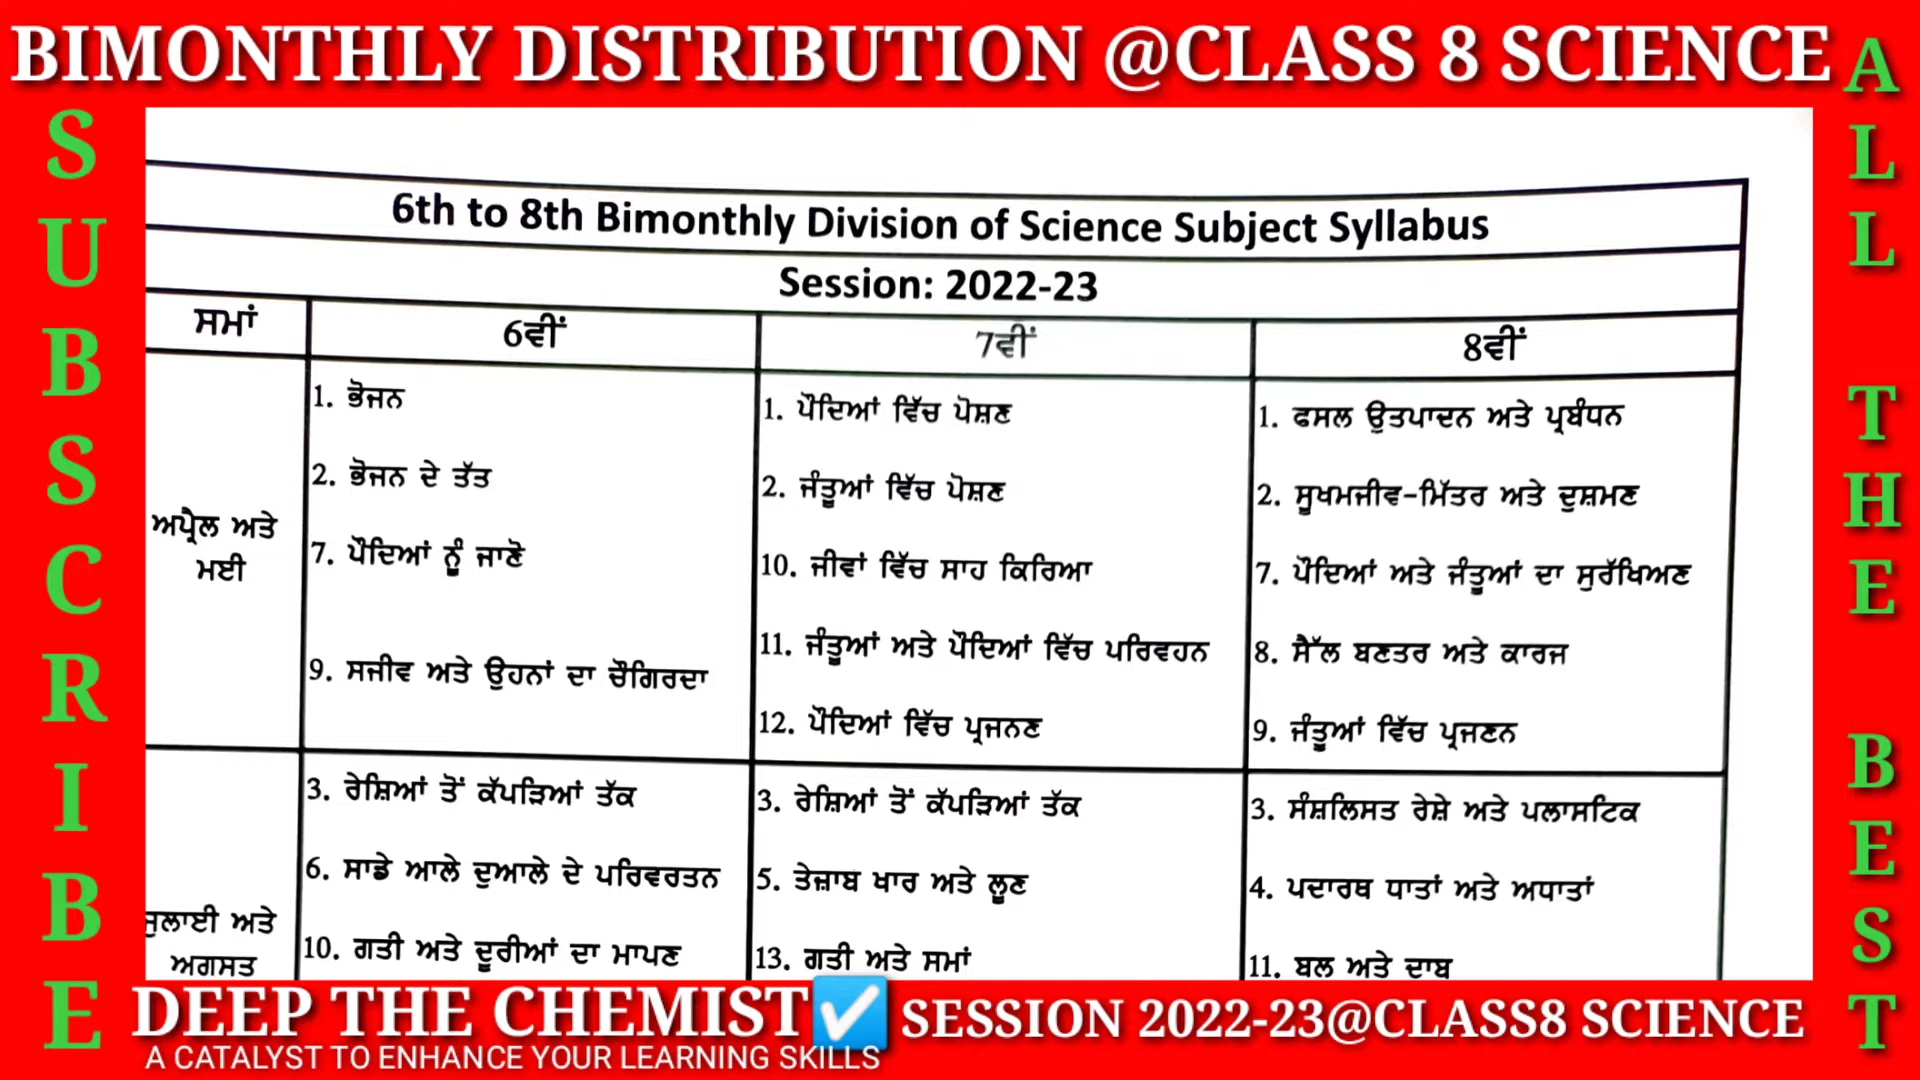 BIMONTHLY DISTRIBUTION @CLASS 8 SCIENCE
SUBSCRIBE
6th to 8th Bimonthly Division of Science Subject Syllabus
Session: 2022-23
ਸਮਾਂ
6ਵੀਂ
7ਵੀਂ
8ਵੀਂ
ਅਪ੍ਰੈਲ ਅਤੇ
ਮਈ
1. ਭੋਜਨ
2. ਭੋਜਨ ਦੇ ਤੱਤ
7. ਪੌਦਿਆਂ ਨੂੰ ਜਾਣੋ
9. ਸਜੀਵ ਅਤੇ ਉਹਨਾਂ ਦਾ ਚੌਗਿਰਦਾ
1. ਪੌਦਿਆਂ ਵਿੱਚ ਪੋਸ਼ਣ
2. ਜੰਤੂਆਂ ਵਿੱਚ ਪੋਸ਼ਣ
10. ਜੀਵਾਂ ਵਿੱਚ ਸਾਹ ਕਿਰਿਆ
11. ਜੰਤੂਆਂ ਅਤੇ ਪੌਦਿਆਂ ਵਿੱਚ ਪਰਿਵਹਨ
12. ਪੌਦਿਆਂ ਵਿੱਚ ਪ੍ਰਜਨਣ
1. ਫਸਲ ਉਤਪਾਦਨ ਅਤੇ ਪ੍ਰਬੰਧਨ
2. ਸੂਖਮਜੀਵ-ਮਿੱਤਰ ਅਤੇ ਦੁਸ਼ਮਣ
7. ਪੌਦਿਆਂ ਅਤੇ ਜੰਤੂਆਂ ਦਾ ਸੁਰੱਖਿਅਣ
8. ਸੈੱਲ ਬਣਤਰ ਅਤੇ ਕਾਰਜ
9. ਜੰਤੂਆਂ ਵਿੱਚ ਪ੍ਰਜਣਨ
ਜੁਲਾਈ ਅਤੇ
ਅਗਸਤ
3. ਰੇਸ਼ਿਆਂ ਤੋਂ ਕੱਪੜਿਆਂ ਤੱਕ
6. ਸਾਡੇ ਆਲੇ ਦੁਆਲੇ ਦੇ ਪਰਿਵਰਤਨ
10. ਗਤੀ ਅਤੇ ਦੂਰੀਆਂ ਦਾ ਮਾਪਣ
3. ਰੇਸ਼ਿਆਂ ਤੋਂ ਕੱਪੜਿਆਂ ਤੱਕ
5. ਤੇਜ਼ਾਬ ਖਾਰ ਅਤੇ ਲੂਣ
13. ਗਤੀ ਅਤੇ ਸਮਾਂ
3. ਸੰਸ਼ਲਿਸਤ ਰੇਸ਼ੇ ਅਤੇ ਪਲਾਸਟਿਕ
4. ਪਦਾਰਥ ਧਾਤਾਂ ਅਤੇ ਅਧਾਤਾਂ
11. ਬਲ ਅਤੇ ਦਾਬ
ALL THE BEST
DEEP THE CHEMIST ✅ SESSION 2022-23@CLASS8 SCIENCE
A CATALYST TO ENHANCE YOUR LEARNING SKILLS